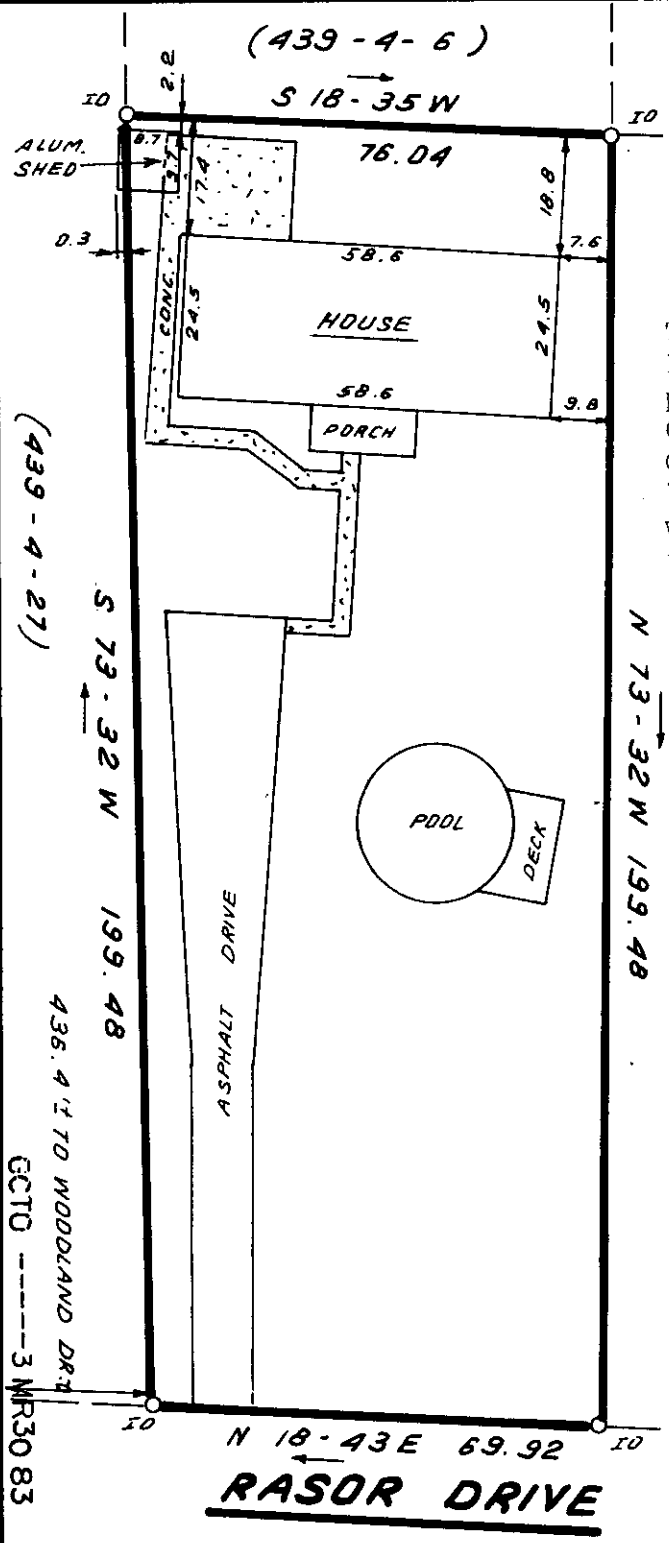 (439-4-6)
S 18-35 W
IO
2.2
IO
76.04
ALUM.
SHED
8.7
9.7
17.4
18.8
0.3
58.6
7.6
CONC.
24.5
HOUSE
24.5
58.6
9.8
PORCH
(439-4-27)
S 73-32 W 199.48
N 73-32 W 199.48
POOL
DECK
ASPHALT DRIVE
436.4'± TO WOODLAND DR.
GCTO -----3 MR30 83
IO
N 18-43 E 69.92
IO
RASOR DRIVE